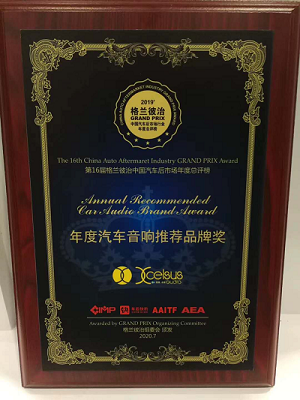 2019'
格兰披治
GRAND PRIX
中国汽车后市场行业
年度总评榜
The 16th China Auto Aftermaret Industry GRAND PRIX Award
第16届格兰披治中国汽车后市场年度总评榜
Annual Recommended
Car Audio Brand Award
年度汽车音响推荐品牌奖
Xcelsus
audio
AAITF AEA
Awarded by GRAND PRIX Organizing Committee
格兰披治组委会 颁发
2020.7